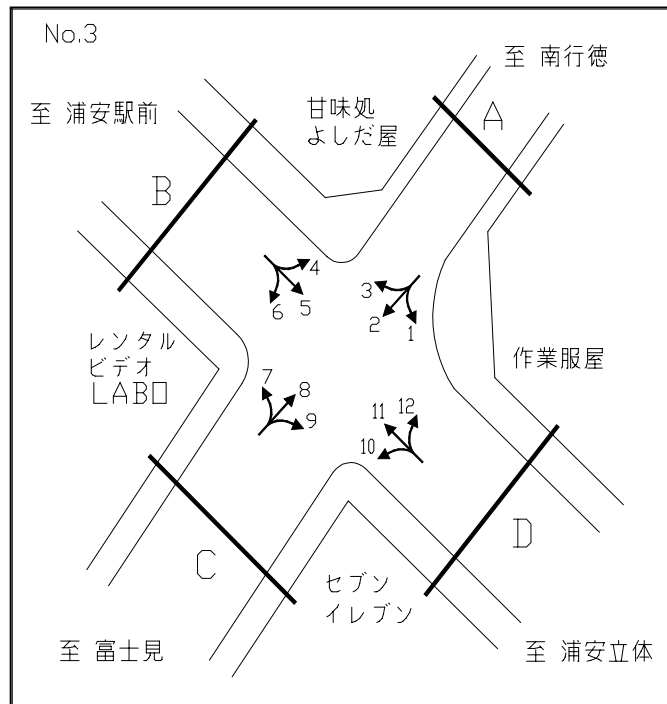 No.3
至 南行徳
甘味処
よしだ屋
至 浦安駅前
A
B
4
5
6
3
2
1
レンタル
ビデオ
LABO
作業服屋
7
8
9
11
12
10
C
D
セブン
イレブン
至 富士見
至 浦安立体